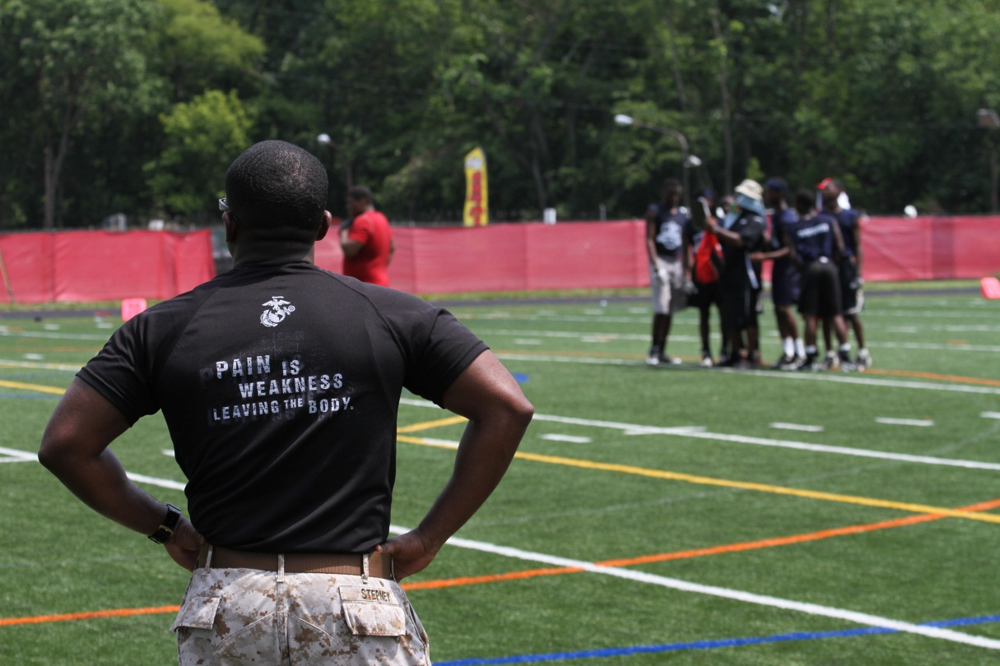 PAIN IS
WEAKNESS
LEAVING THE BODY.
STEPNEY